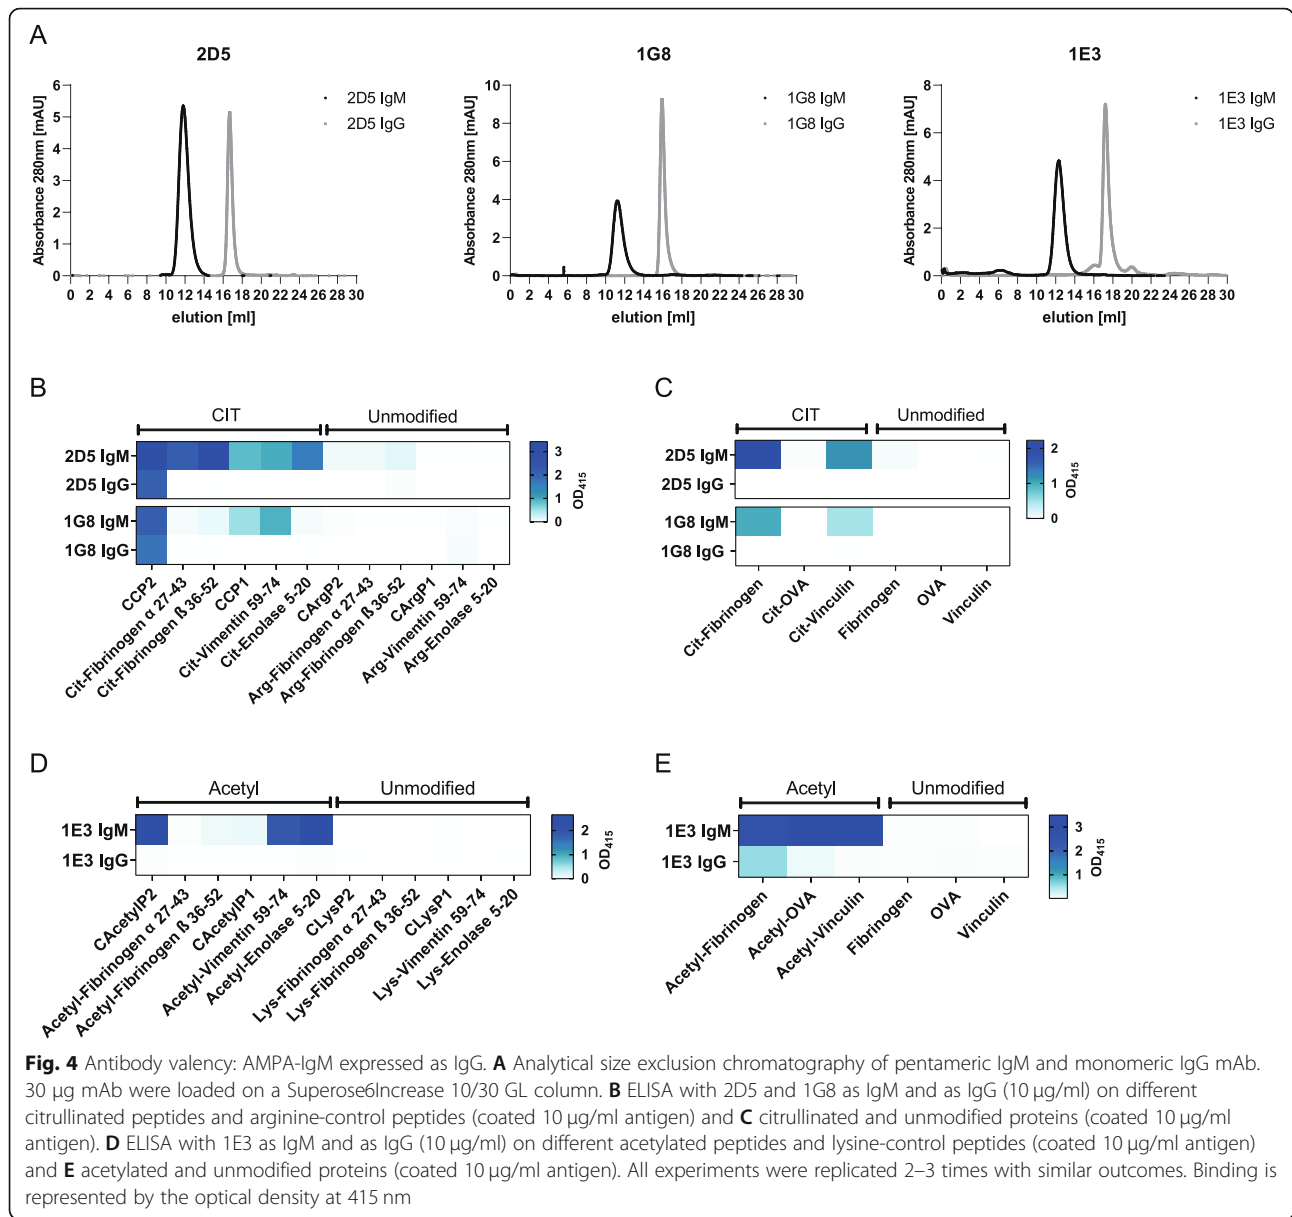 A
2D5
1G8
1E3
2D5 IgM
2D5 IgG
1G8 IgM
1G8 IgG
1E3 IgM
1E3 IgG
Absorbance 280nm [mAU]
6
5
4
3
2
1
0
0 2 4 6 8 10 12 14 16 18 20 22 24 26 28 30
elution [ml]
Absorbance 280nm [mAU]
10
8
6
4
2
0
0 2 4 6 8 10 12 14 16 18 20 22 24 26 28 30
elution [ml]
Absorbance 280nm [mAU]
8
6
4
2
0
0 2 4 6 8 10 12 14 16 18 20 22 24 26 28 30
elution [ml]
B
CIT
Unmodified
2D5 IgM
2D5 IgG
1G8 IgM
1G8 IgG
3
2
1
0
OD415
CCP2
Cit-Fibrinogen α 27-43
Cit-Fibrinogen ß 36-52
CCP1
Cit-Vimentin 59-74
Cit-Enolase 5-20
CArgP2
Arg-Fibrinogen α 27-43
Arg-Fibrinogen ß 36-52
CArgP1
Arg-Vimentin 59-74
Arg-Enolase 5-20
C
CIT
Unmodified
2D5 IgM
2D5 IgG
1G8 IgM
1G8 IgG
2
1
0
OD415
Cit-Fibrinogen
Cit-OVA
Cit-Vinculin
Fibrinogen
OVA
Vinculin
D
Acetyl
Unmodified
1E3 IgM
1E3 IgG
2
1
0
OD415
CAcetylP2
Acetyl-Fibrinogen α 27-43
Acetyl-Fibrinogen ß 36-52
CAcetylP1
Acetyl-Vimentin 59-74
Acetyl-Enolase 5-20
CLysP2
Lys-Fibrinogen α 27-43
Lys-Fibrinogen ß 36-52
CLysP1
Lys-Vimentin 59-74
Lys-Enolase 5-20
E
Acetyl
Unmodified
1E3 IgM
1E3 IgG
3
2
1
0
OD415
Acetyl-Fibrinogen
Acetyl-OVA
Acetyl-Vinculin
Fibrinogen
OVA
Vinculin
Fig. 4 Antibody valency: AMPA-IgM expressed as IgG. A Analytical size exclusion chromatography of pentameric IgM and monomeric IgG mAb.
30 μg mAb were loaded on a Superose6Increase 10/30 GL column. B ELISA with 2D5 and 1G8 as IgM and as IgG (10 μg/ml) on different
citrullinated peptides and arginine-control peptides (coated 10 μg/ml antigen) and C citrullinated and unmodified proteins (coated 10 μg/ml
antigen). D ELISA with 1E3 as IgM and as IgG (10 μg/ml) on different acetylated peptides and lysine-control peptides (coated 10 μg/ml antigen)
and E acetylated and unmodified proteins (coated 10 μg/ml antigen). All experiments were replicated 2–3 times with similar outcomes. Binding is
represented by the optical density at 415 nm